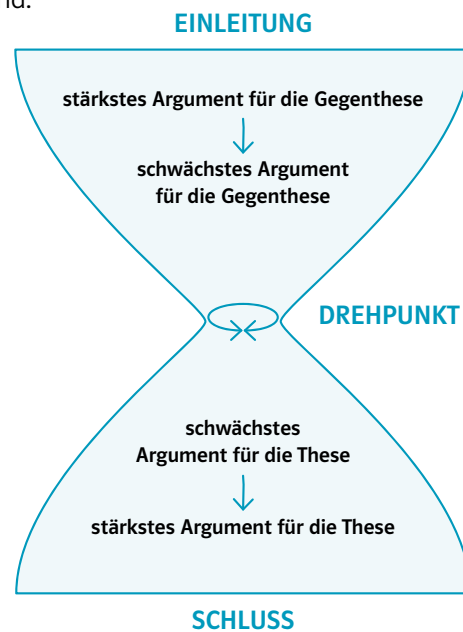 nd.
EINLEITUNG
stärkstes Argument für die Gegenthese
schwächstes Argument
für die Gegenthese
DREHPUNKT
schwächstes
Argument für die These
stärkstes Argument für die These
SCHLUSS